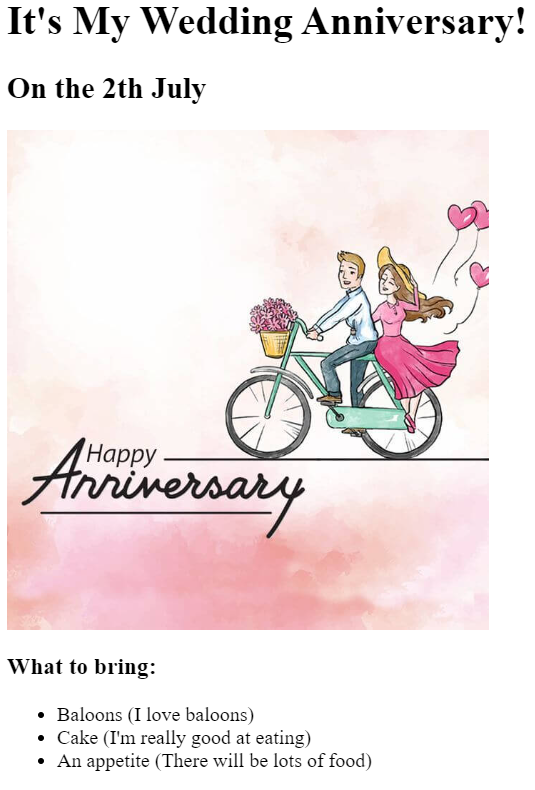 It's My Wedding Anniversary!
On the 2th July
Happy
Anniversary
What to bring:
Baloons (I love baloons)
Cake (I'm really good at eating)
An appetite (There will be lots of food)